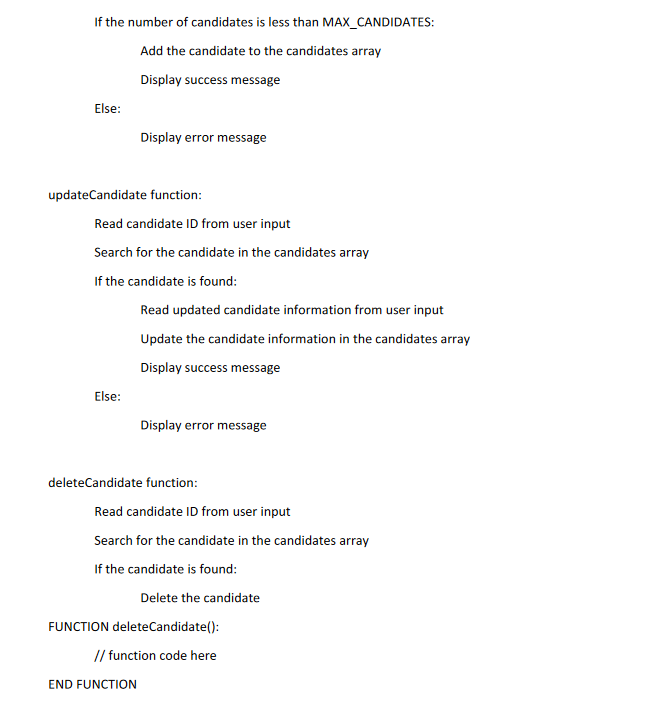 If the number of candidates is less than MAX_CANDIDATES:
Add the candidate to the candidates array
Display success message
Else:
Display error message
updateCandidate function:
Read candidate ID from user input
Search for the candidate in the candidates array
If the candidate is found:
Read updated candidate information from user input
Update the candidate information in the candidates array
Display success message
Else:
Display error message
deleteCandidate function:
Read candidate ID from user input
Search for the candidate in the candidates array
If the candidate is found:
Delete the candidate
FUNCTION deleteCandidate():
// function code here
END FUNCTION